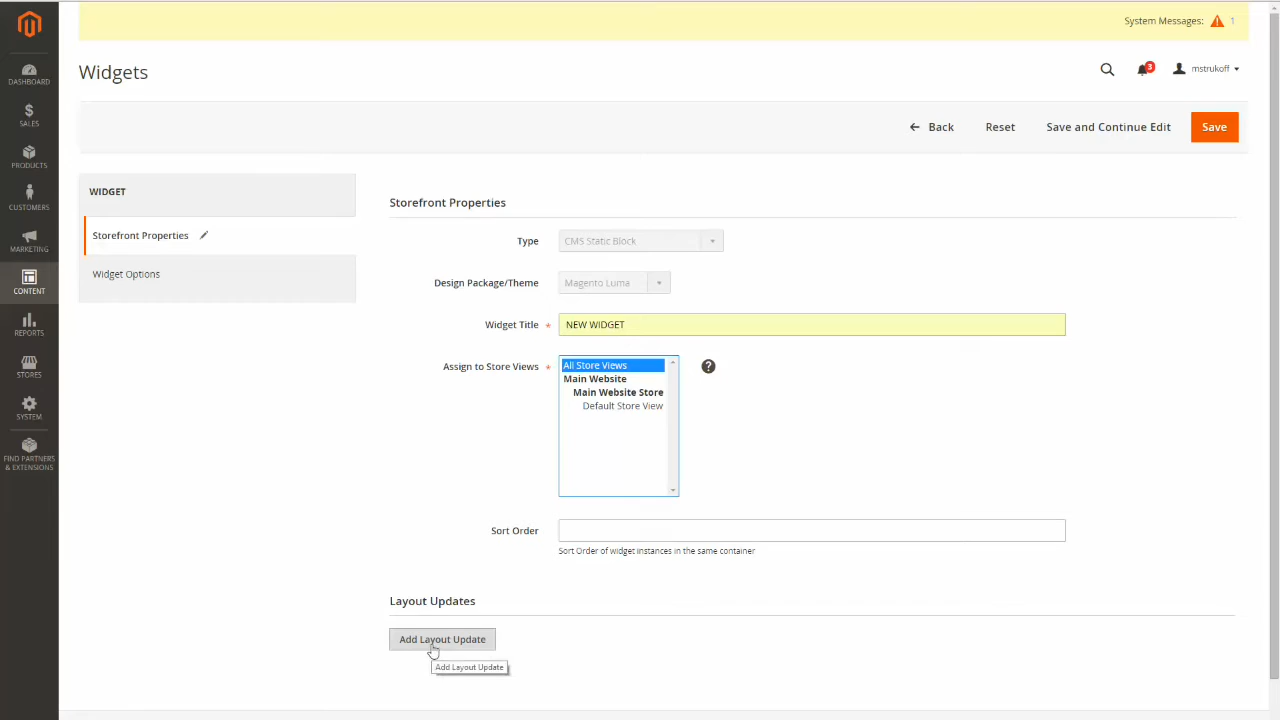 System Messages: 1
Widgets
3
mstrukoff
Back
Reset
Save and Continue Edit
Save
DASHBOARD
SALES
PRODUCTS
CUSTOMERS
MARKETING
CONTENT
REPORTS
STORES
SYSTEM
FIND PARTNERS
& EXTENSIONS
WIDGET
Storefront Properties
Widget Options
Storefront Properties
Type
CMS Static Block
Design Package/Theme
Magento Luma
Widget Title *
NEW WIDGET
Assign to Store Views *
All Store Views
Main Website
Main Website Store
Default Store View
?
Sort Order
Sort Order of widget instances in the same container
Layout Updates
Add Layout Update
Add Layout Update